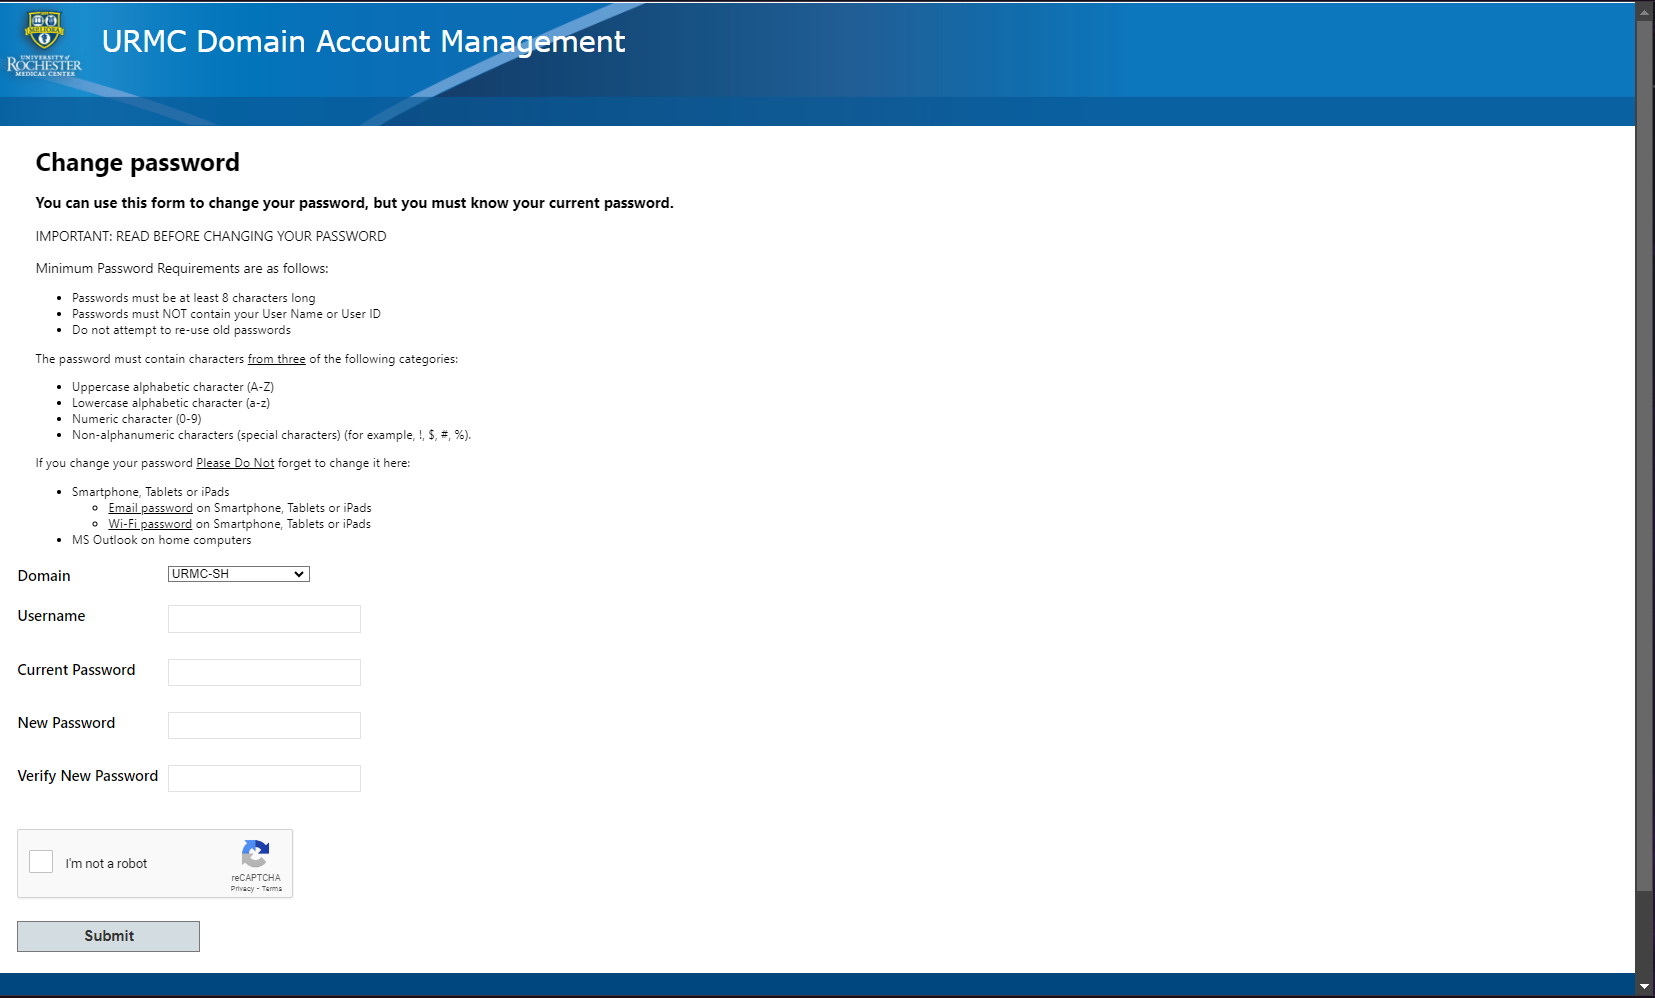 MELIORA
UNIVERSITY of
ROCHESTER
MEDICAL CENTER
URMC Domain Account Management
Change password
You can use this form to change your password, but you must know your current password.
IMPORTANT: READ BEFORE CHANGING YOUR PASSWORD
Minimum Password Requirements are as follows:
• Passwords must be at least 8 characters long
• Passwords must NOT contain your User Name or User ID
• Do not attempt to re-use old passwords
The password must contain characters from three of the following categories:
• Uppercase alphabetic character (A-Z)
• Lowercase alphabetic character (a-z)
• Numeric character (0-9)
• Non-alphanumeric characters (special characters) (for example, !, $, #, %).
If you change your password Please Do Not forget to change it here:
• Smartphone, Tablets or iPads
◦ Email password on Smartphone, Tablets or iPads
◦ Wi-Fi password on Smartphone, Tablets or iPads
• MS Outlook on home computers
Domain URMC-SH
Username
Current Password
New Password
Verify New Password
I'm not a robot
reCAPTCHA
Privacy - Terms
Submit